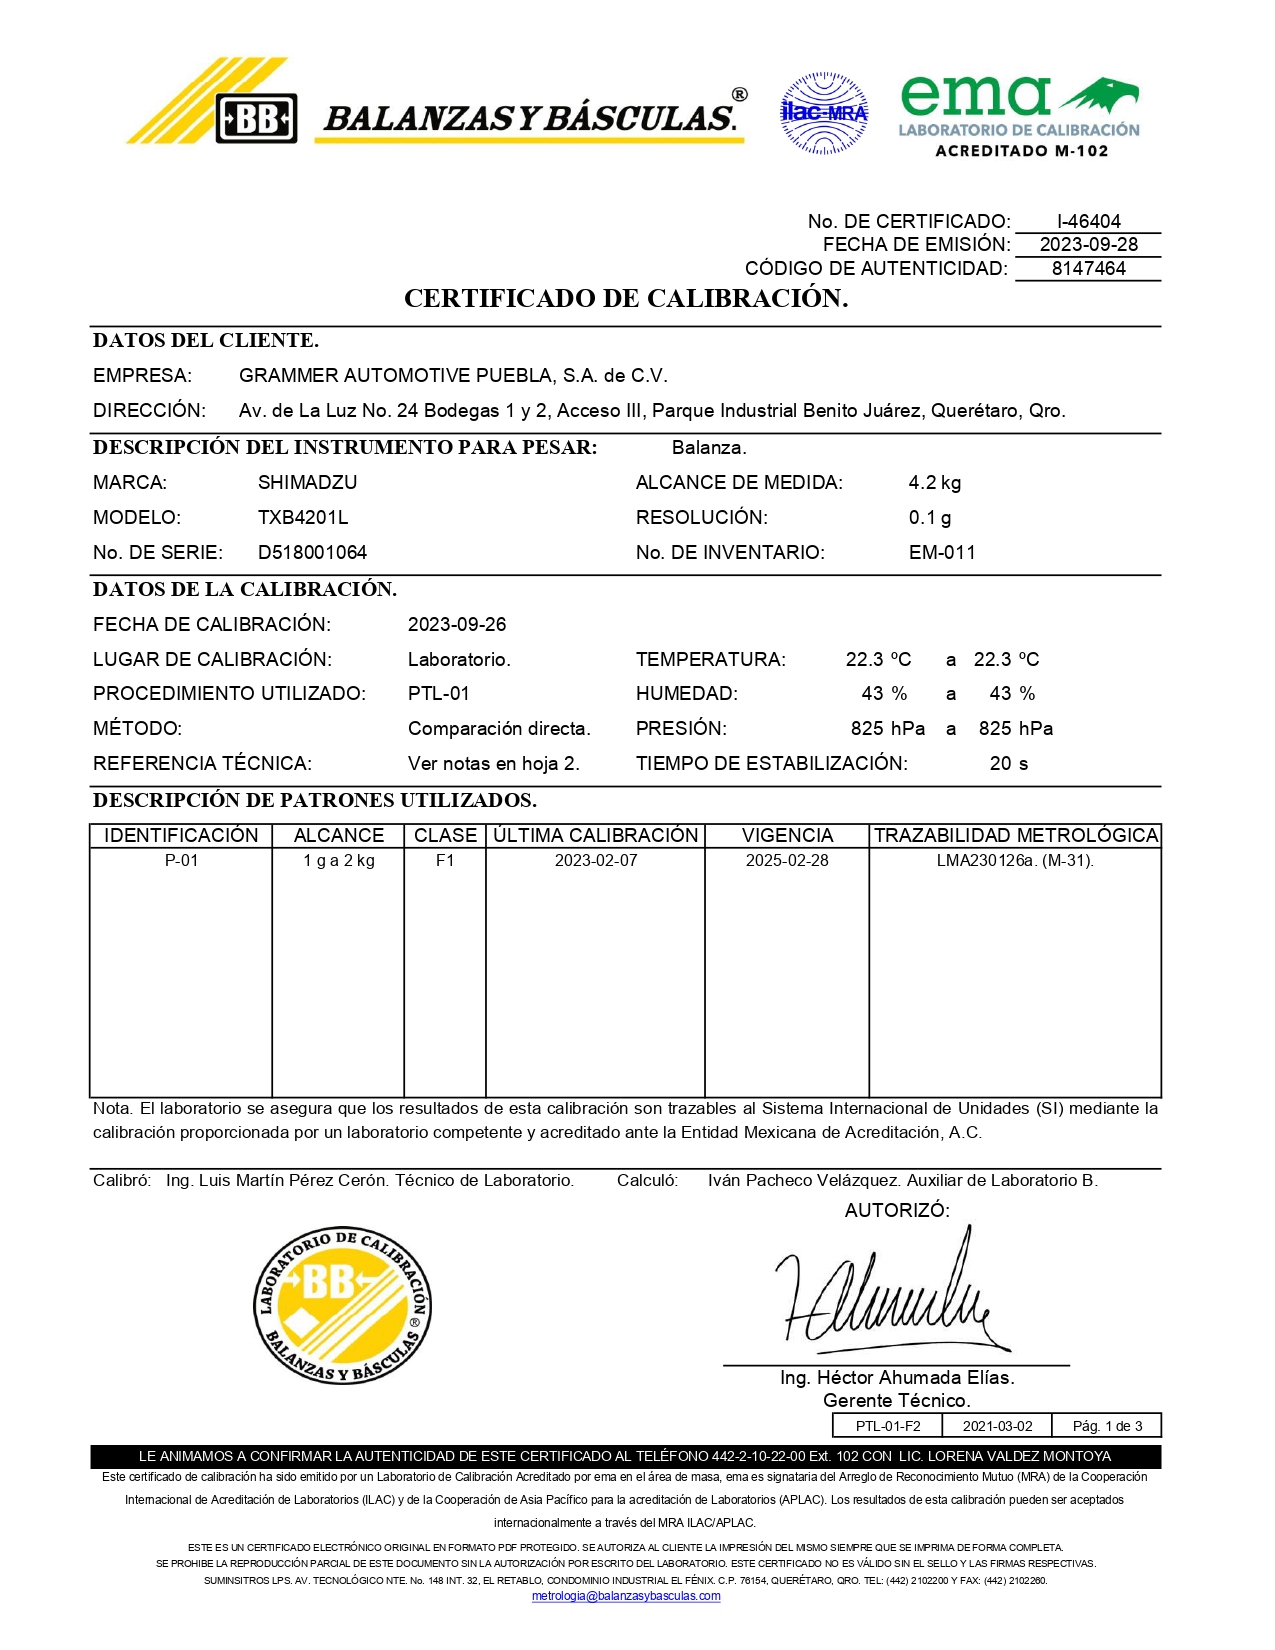 BB BALANZAS Y BÁSCULAS.®
ilac-MRA
ema
LABORATORIO DE CALIBRACIÓN
ACREDITADO M-102
No. DE CERTIFICADO: I-46404
FECHA DE EMISIÓN: 2023-09-28
CÓDIGO DE AUTENTICIDAD: 8147464
CERTIFICADO DE CALIBRACIÓN.
DATOS DEL CLIENTE.
EMPRESA: GRAMMER AUTOMOTIVE PUEBLA, S.A. de C.V.
DIRECCIÓN: Av. de La Luz No. 24 Bodegas 1 y 2, Acceso III, Parque Industrial Benito Juárez, Querétaro, Qro.
DESCRIPCIÓN DEL INSTRUMENTO PARA PESAR: Balanza.
MARCA: SHIMADZU ALCANCE DE MEDIDA: 4.2 kg
MODELO: TXB4201L RESOLUCIÓN: 0.1 g
No. DE SERIE: D518001064 No. DE INVENTARIO: EM-011
DATOS DE LA CALIBRACIÓN.
FECHA DE CALIBRACIÓN: 2023-09-26
LUGAR DE CALIBRACIÓN: Laboratorio. TEMPERATURA: 22.3 ºC a 22.3 ºC
PROCEDIMIENTO UTILIZADO: PTL-01 HUMEDAD: 43 % a 43 %
MÉTODO: Comparación directa. PRESIÓN: 825 hPa a 825 hPa
REFERENCIA TÉCNICA: Ver notas en hoja 2. TIEMPO DE ESTABILIZACIÓN: 20 s
DESCRIPCIÓN DE PATRONES UTILIZADOS.
IDENTIFICACIÓN ALCANCE CLASE ÚLTIMA CALIBRACIÓN VIGENCIA TRAZABILIDAD METROLÓGICA
P-01 1 g a 2 kg F1 2023-02-07 2025-02-28 LMA230126a. (M-31).
Nota. El laboratorio se asegura que los resultados de esta calibración son trazables al Sistema Internacional de Unidades (SI) mediante la
calibración proporcionada por un laboratorio competente y acreditado ante la Entidad Mexicana de Acreditación, A.C.
Calibró: Ing. Luis Martín Pérez Cerón. Técnico de Laboratorio. Calculó: Iván Pacheco Velázquez. Auxiliar de Laboratorio B.
AUTORIZÓ:
LABORATORIO DE CALIBRACIÓN
BB
®
BALANZAS Y BÁSCULAS
Ing. Héctor Ahumada Elías.
Gerente Técnico.
PTL-01-F2 2021-03-02 Pág. 1 de 3
LE ANIMAMOS A CONFIRMAR LA AUTENTICIDAD DE ESTE CERTIFICADO AL TELÉFONO 442-2-10-22-00 Ext. 102 CON LIC. LORENA VALDEZ MONTOYA
Este certificado de calibración ha sido emitido por un Laboratorio de Calibración Acreditado por ema en el área de masa, ema es signataria del Arreglo de Reconocimiento Mutuo (MRA) de la Cooperación
Internacional de Acreditación de Laboratorios (ILAC) y de la Cooperación de Asia Pacífico para la acreditación de Laboratorios (APLAC). Los resultados de esta calibración pueden ser aceptados
internacionalmente a través del MRA ILAC/APLAC.
ESTE ES UN CERTIFICADO ELECTRÓNICO ORIGINAL EN FORMATO PDF PROTEGIDO. SE AUTORIZA AL CLIENTE LA IMPRESIÓN DEL MISMO SIEMPRE QUE SE IMPRIMA DE FORMA COMPLETA.
SE PROHIBE LA REPRODUCCIÓN PARCIAL DE ESTE DOCUMENTO SIN LA AUTORIZACIÓN POR ESCRITO DEL LABORATORIO. ESTE CERTIFICADO NO ES VÁLIDO SIN EL SELLO Y LAS FIRMAS RESPECTIVAS.
SUMINSITROS LPS. AV. TECNOLÓGICO NTE. No. 148 INT. 32, EL RETABLO, CONDOMINIO INDUSTRIAL EL FÉNIX. C.P. 76154, QUERÉTARO, QRO. TEL: (442) 2102200 Y FAX: (442) 2102260.
metrologia@balanzasybasculas.com